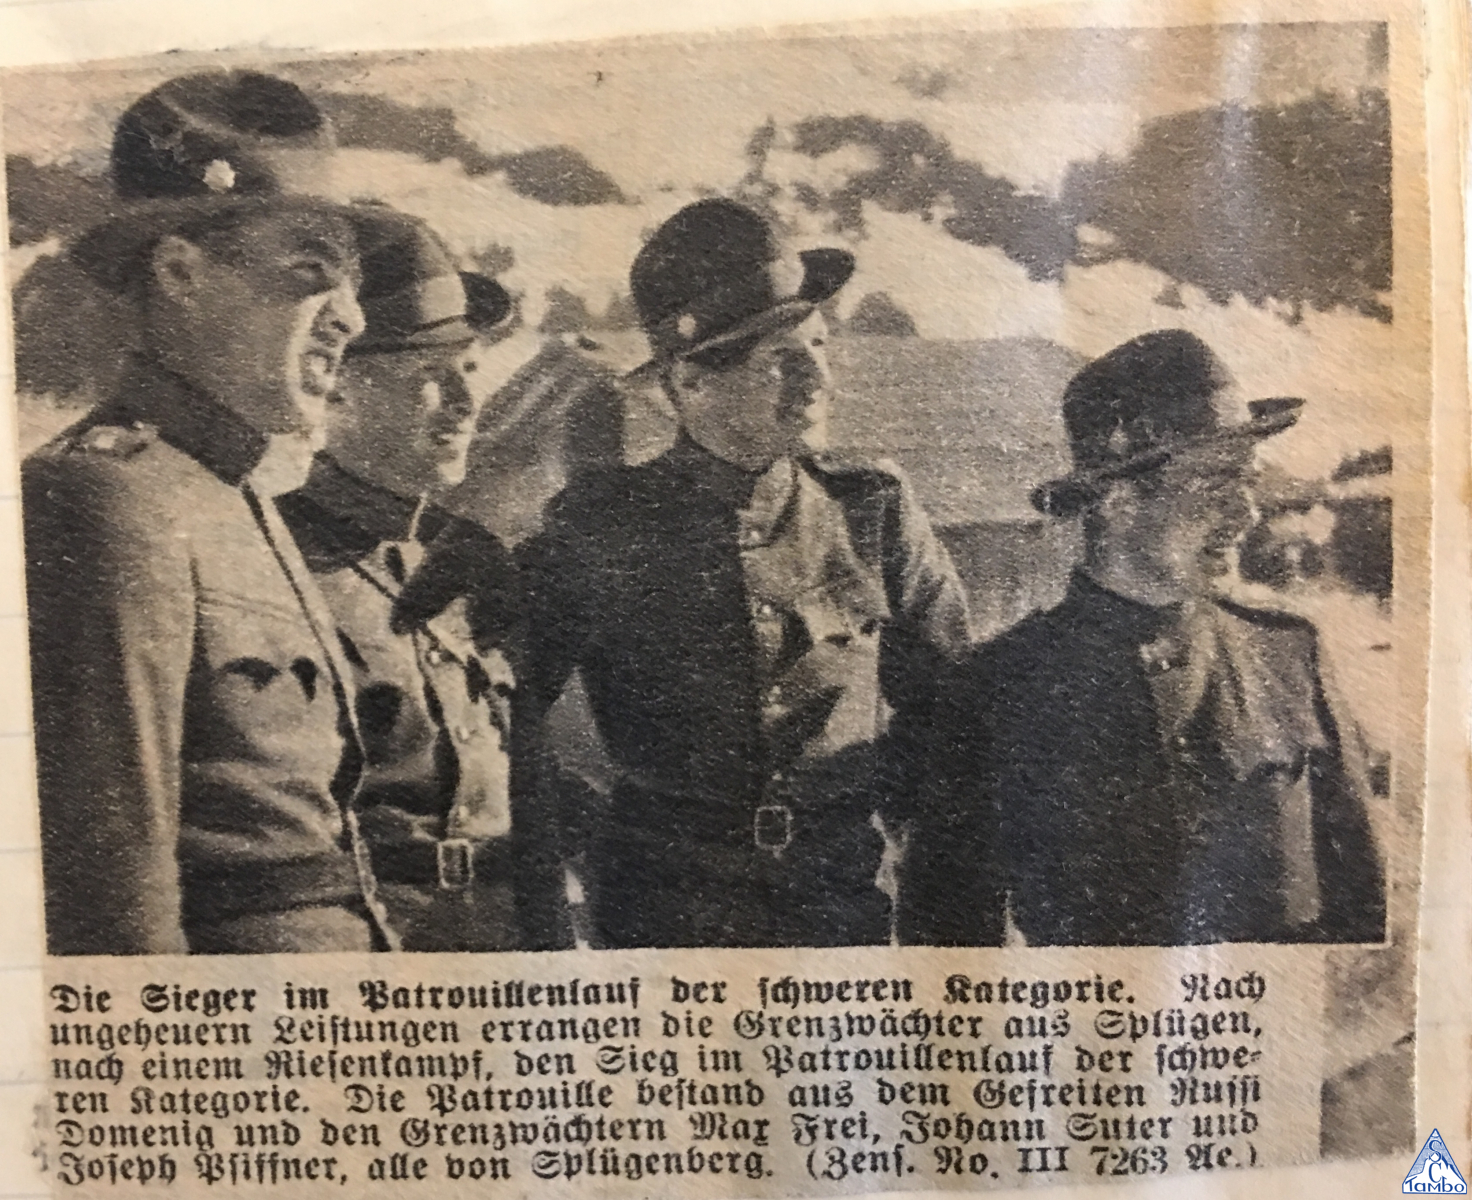 Die Sieger im Patrouillenlauf der schweren Kategorie. Nach
ungeheuern Leistungen errangen die Grenzwächter aus Splügen,
nach einem Riesenkampf, den Sieg im Patrouillenlauf der schwe-
ren Kategorie. Die Patrouille bestand aus dem Gefreiten Russi
Domenig und den Grenzwächtern Max Frei, Johann Suter und
Joseph Pfiffner, alle von Splügenberg. (Zens. No. III 7263 Ae.)
SC
Tambo